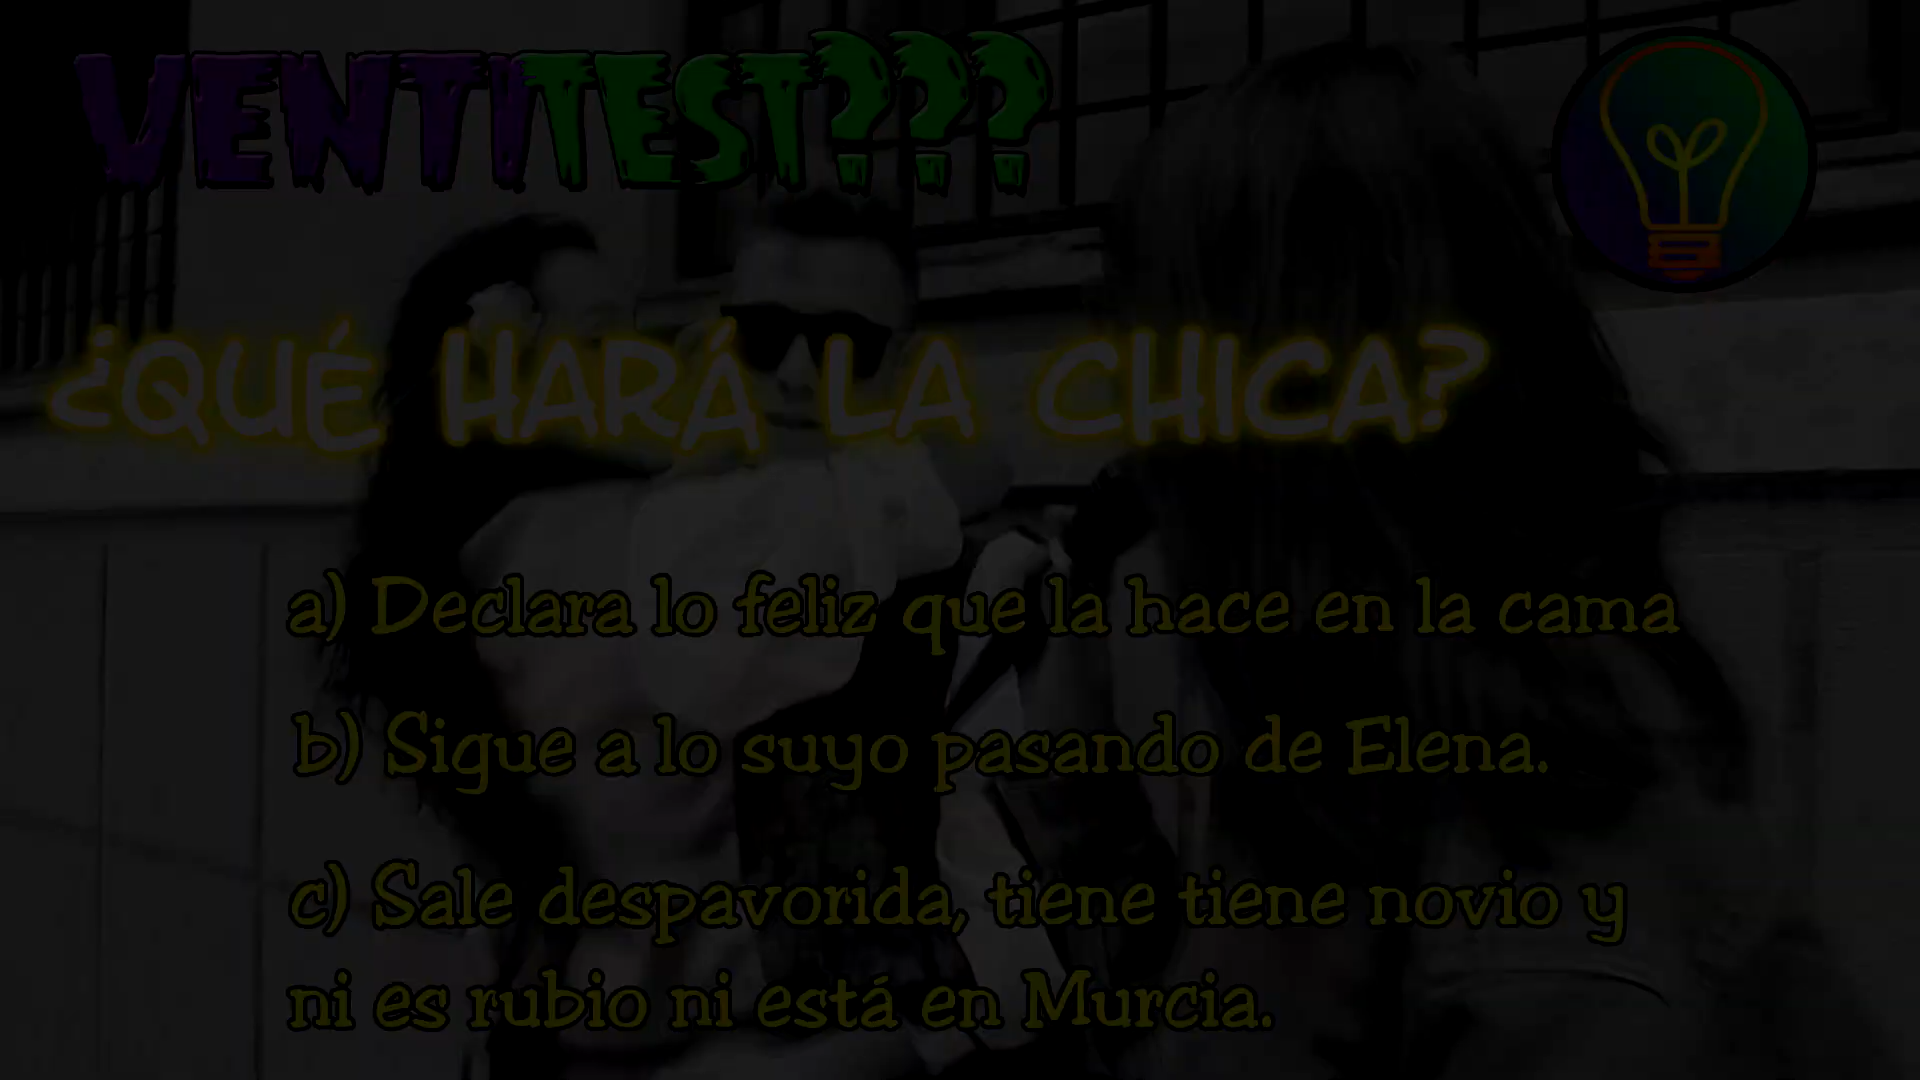 VENTITEST???
¿QUÉ HARÁ LA CHICA?
a) Declara lo feliz que la hace en la cama
b) Sigue a lo suyo pasando de Elena.
c) Sale despavorida, tiene tiene novio y
ni es rubio ni está en Murcia.